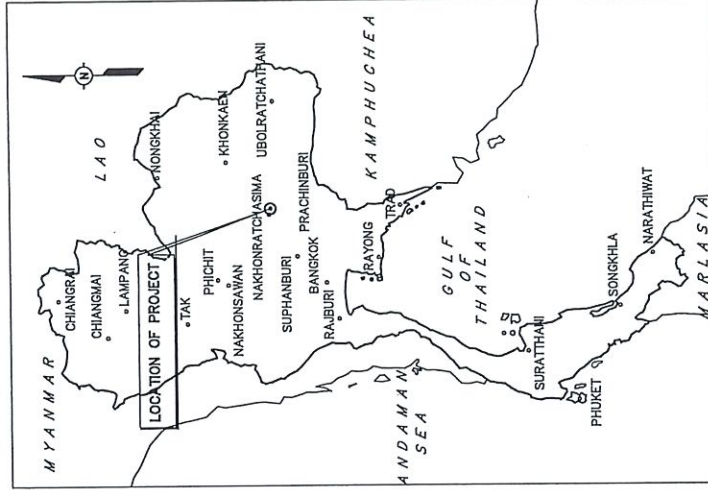 MYANMAR
LAO
N
CHIANGRAI
CHIANGMAI
LAMPANG
NONGKHAI
LOCATION OF PROJECT
TAK
PHICHIT
KHONKAEN
NAKHONSAWAN
NAKHONRATCHASIMA
UBOLRATCHATHANI
SUPHANBURI
PRACHINBURI
BANGKOK
RAJBURI
KAMPHUCHEA
RAYONG
TRAD
ANDAMAN
SEA
GULF
OF
THAILAND
SURATTHANI
PHUKET
SONGKHLA
NARATHIWAT
MARLASIA